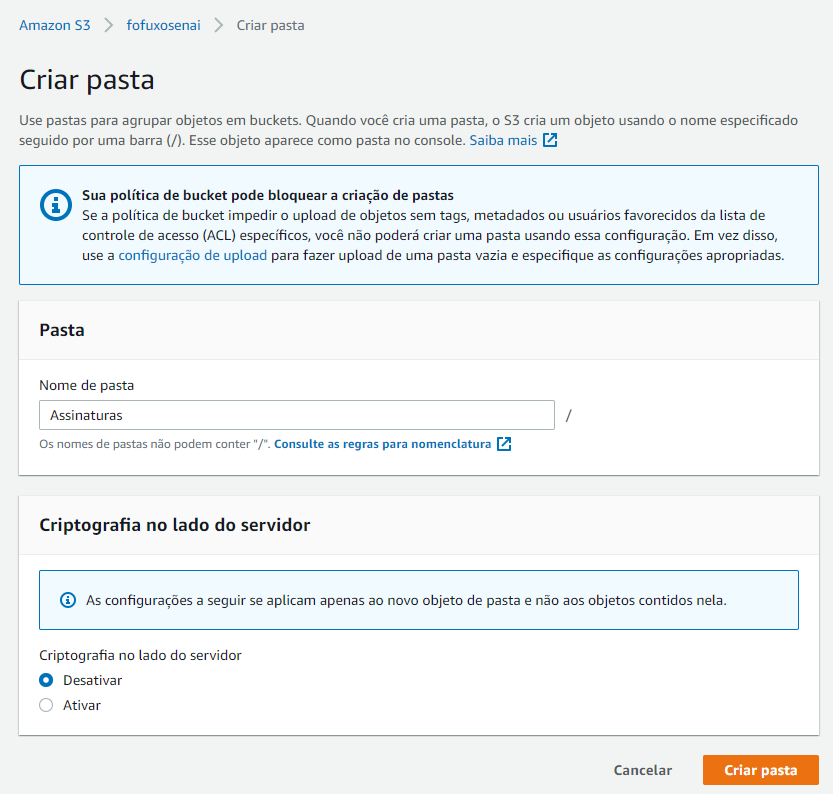 Amazon S3 > fofuxosenai > Criar pasta
Criar pasta
Use pastas para agrupar objetos em buckets. Quando você cria uma pasta, o S3 cria um objeto usando o nome especificado
seguido por uma barra (/). Esse objeto aparece como pasta no console. Saiba mais
Sua política de bucket pode bloquear a criação de pastas
Se a política de bucket impedir o upload de objetos sem tags, metadados ou usuários favorecidos da lista de
controle de acesso (ACL) específicos, você não poderá criar uma pasta usando essa configuração. Em vez disso,
use a configuração de upload para fazer upload de uma pasta vazia e especifique as configurações apropriadas.
Pasta
Nome de pasta
Assinaturas /
Os nomes de pastas não podem conter "/". Consulte as regras para nomenclatura
Criptografia no lado do servidor
As configurações a seguir se aplicam apenas ao novo objeto de pasta e não aos objetos contidos nela.
Criptografia no lado do servidor
Desativar
Ativar
Cancelar Criar pasta